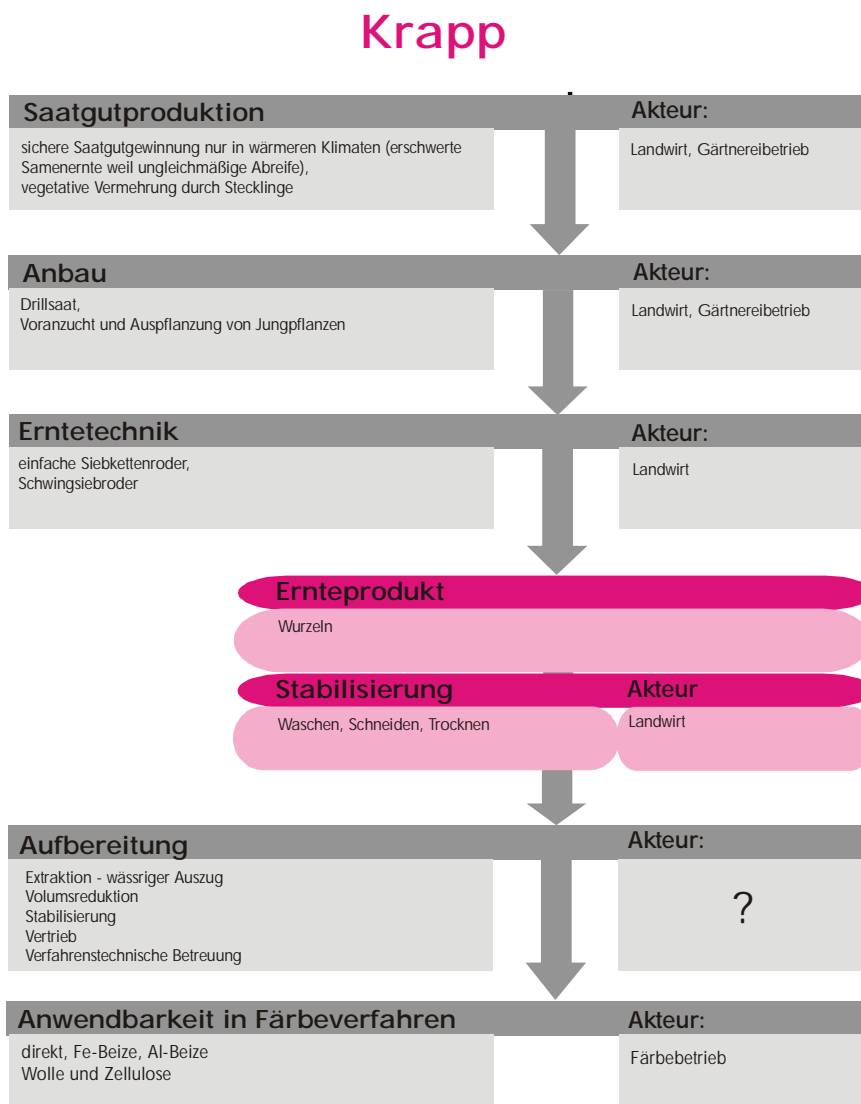 Krapp
Saatgutproduktion
Akteur:
sichere Saatgutgewinnung nur in wärmeren Klimaten (erschwerte
Samenernte weil ungleichmäßige Abreife),
vegetative Vermehrung durch Stecklinge
Landwirt, Gärtnereibetrieb
Anbau
Akteur:
Drillsaat,
Voranzucht und Auspflanzung von Jungpflanzen
Landwirt, Gärtnereibetrieb
Erntetechnik
Akteur:
einfache Siebkettenroder,
Schwingsiebroder
Landwirt
Ernteprodukt
Wurzeln
Stabilisierung
Akteur
Waschen, Schneiden, Trocknen
Landwirt
Aufbereitung
Akteur:
Extraktion - wässriger Auszug
Volumsreduktion
Stabilisierung
Vertrieb
Verfahrenstechnische Betreuung
?
Anwendbarkeit in Färbeverfahren
Akteur:
direkt, Fe-Beize, Al-Beize
Wolle und Zellulose
Färbebetrieb